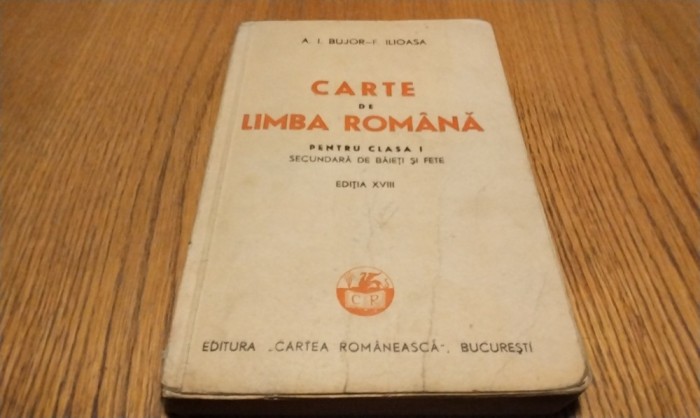 A. I. BUJOR-F. ILIOASA
CARTE
DE
LIMBA ROMÂNĂ
PENTRU CLASA I
SECUNDARĂ DE BĂIEȚI ȘI FETE
EDIȚIA XVIII
C P
EDITURA „CARTEA ROMÂNEASCĂ", BUCUREȘTI